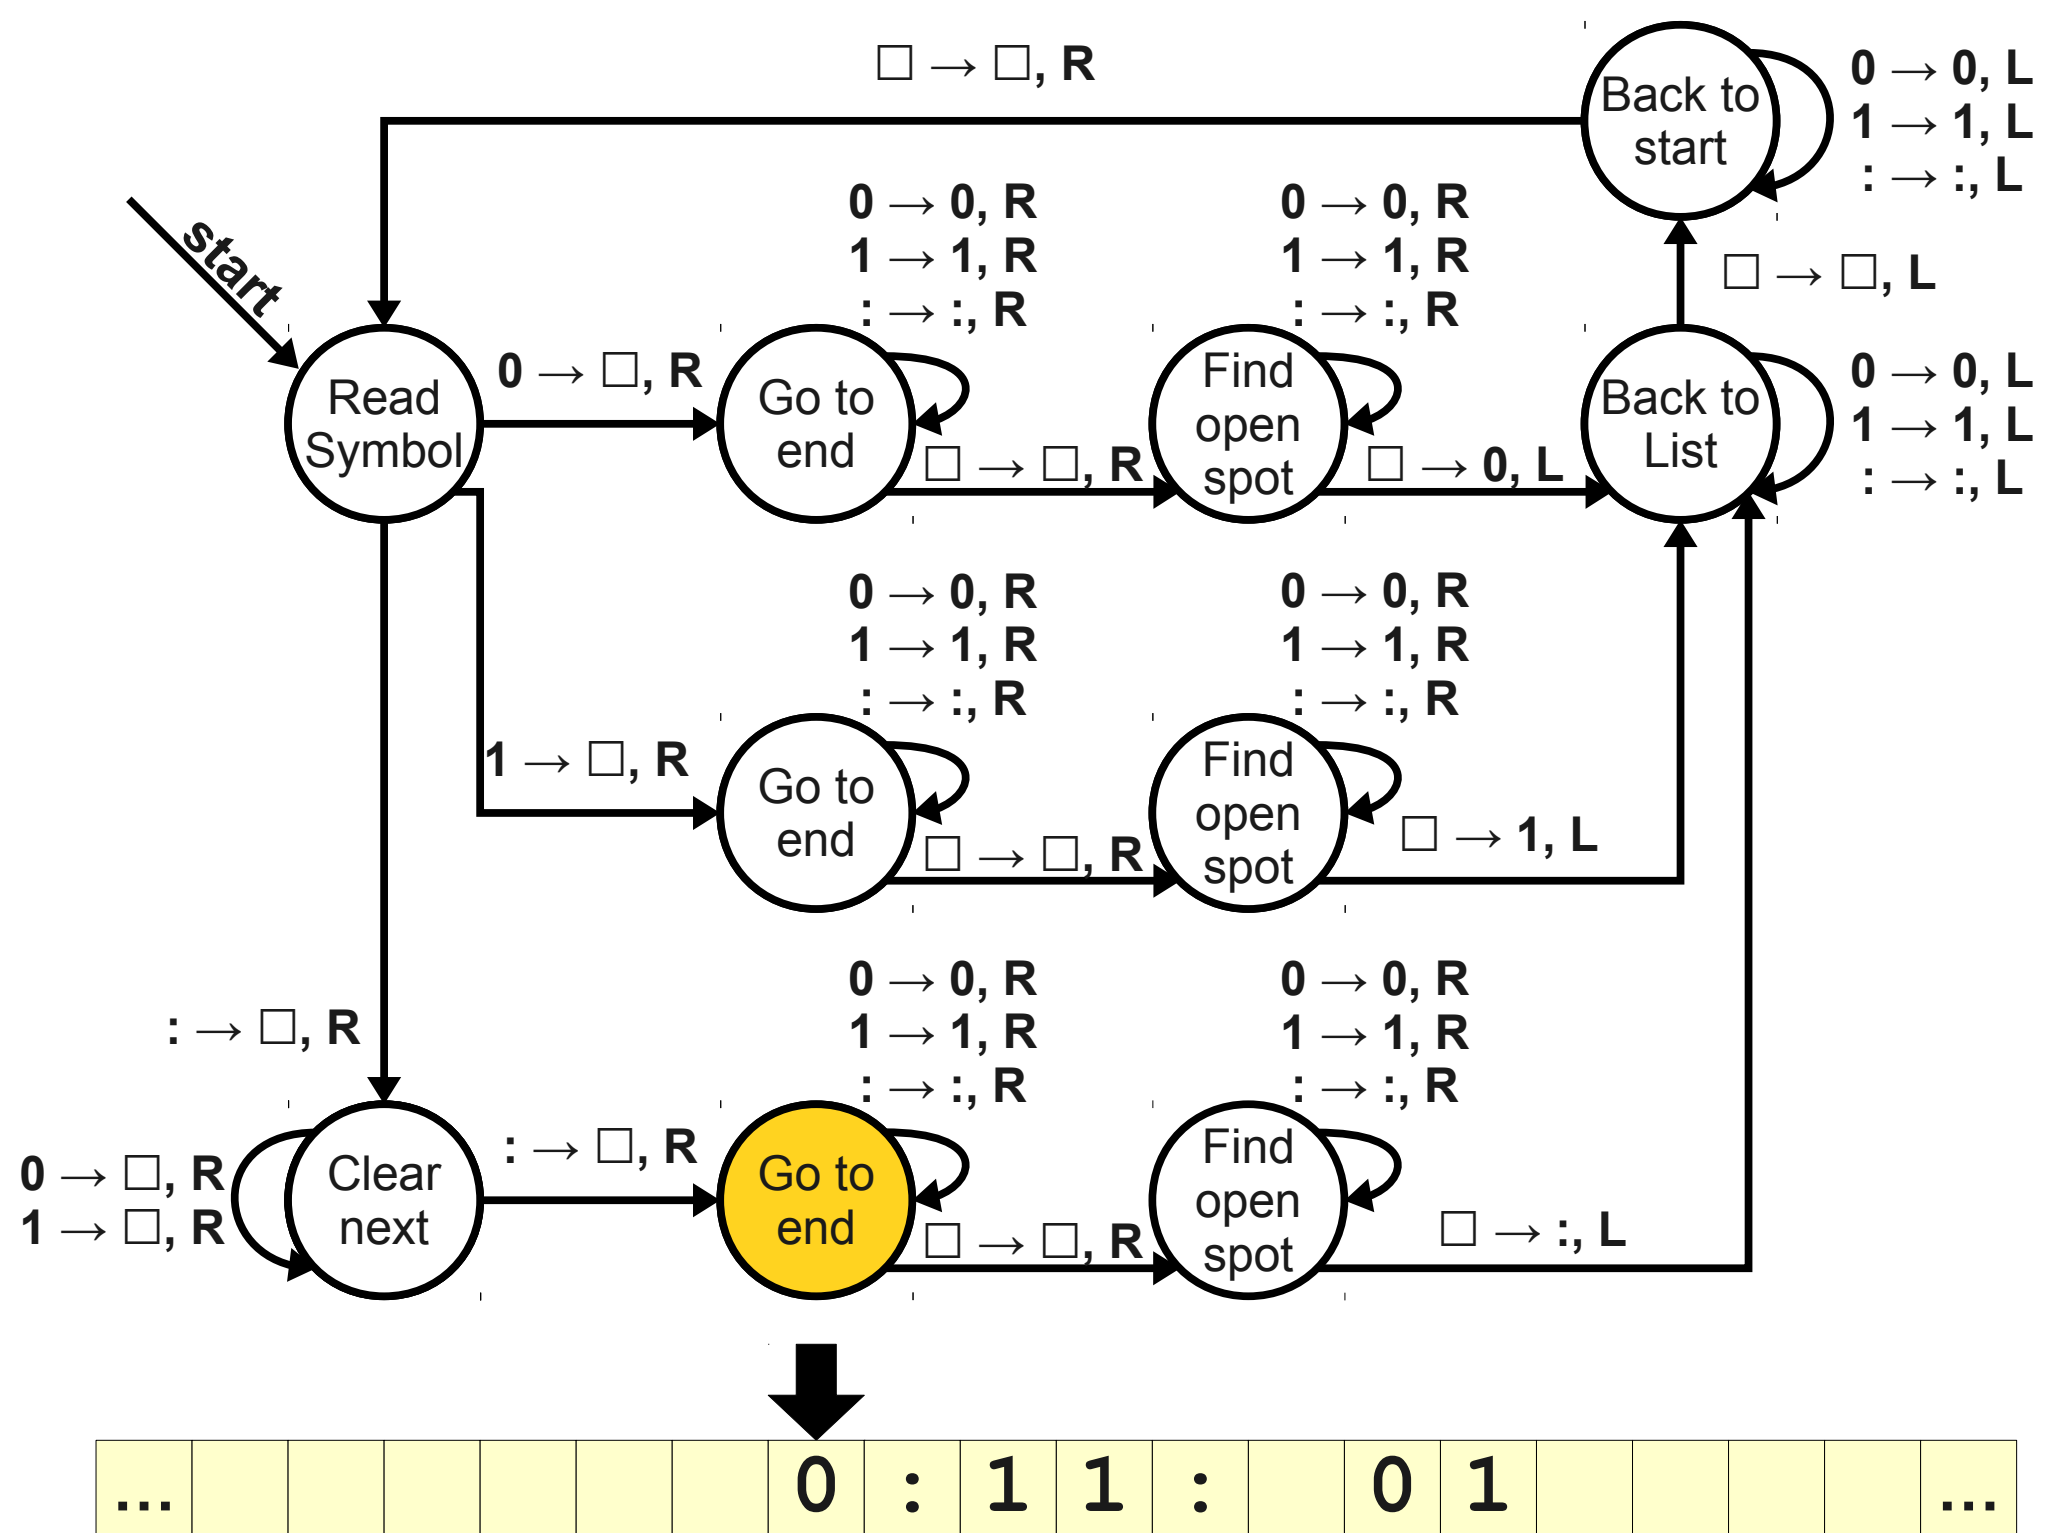 □ → □, R
Back to
start
0 → 0, L
1 → 1, L
: → :, L
start
0 → 0, R
1 → 1, R
: → :, R
0 → 0, R
1 → 1, R
: → :, R
□ → □, L
Read
Symbol
0 → □, R
Go to
end
□ → □, R
Find
open
spot
□ → 0, L
Back to
List
0 → 0, L
1 → 1, L
: → :, L
0 → 0, R
1 → 1, R
: → :, R
0 → 0, R
1 → 1, R
: → :, R
1 → □, R
Go to
end
□ → □, R
Find
open
spot
□ → 1, L
0 → 0, R
1 → 1, R
: → :, R
0 → 0, R
1 → 1, R
: → :, R
: → □, R
0 → □, R
1 → □, R
Clear
next
: → □, R
Go to
end
□ → □, R
Find
open
spot
□ → :, L
... 0 : 1 1 : 0 1 ...